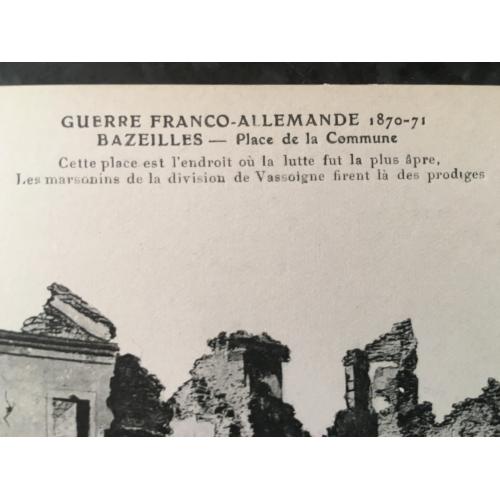 GUERRE FRANCO-ALLEMANDE 1870-71
BAZEILLES — Place de la Commune
Cette place est l'endroit où la lutte fut la plus âpre,
Les marsonins de la division de Vassoigne firent là des prodiges